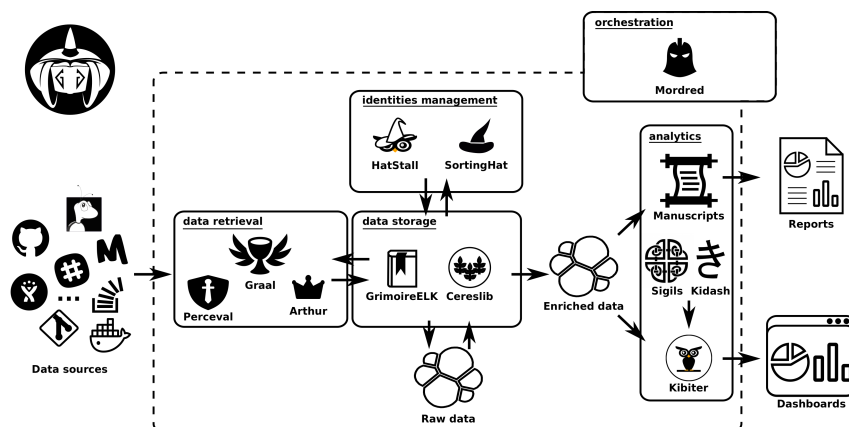 orchestration
Mordred
identities management
HatStall
SortingHat
analytics
Manuscripts
Reports
data retrieval
data storage
Graal
Perceval
Arthur
GrimoireELK
Cereslib
Enriched data
Sigils
き
Kidash
...
Data sources
Kibiter
Raw data
Dashboards